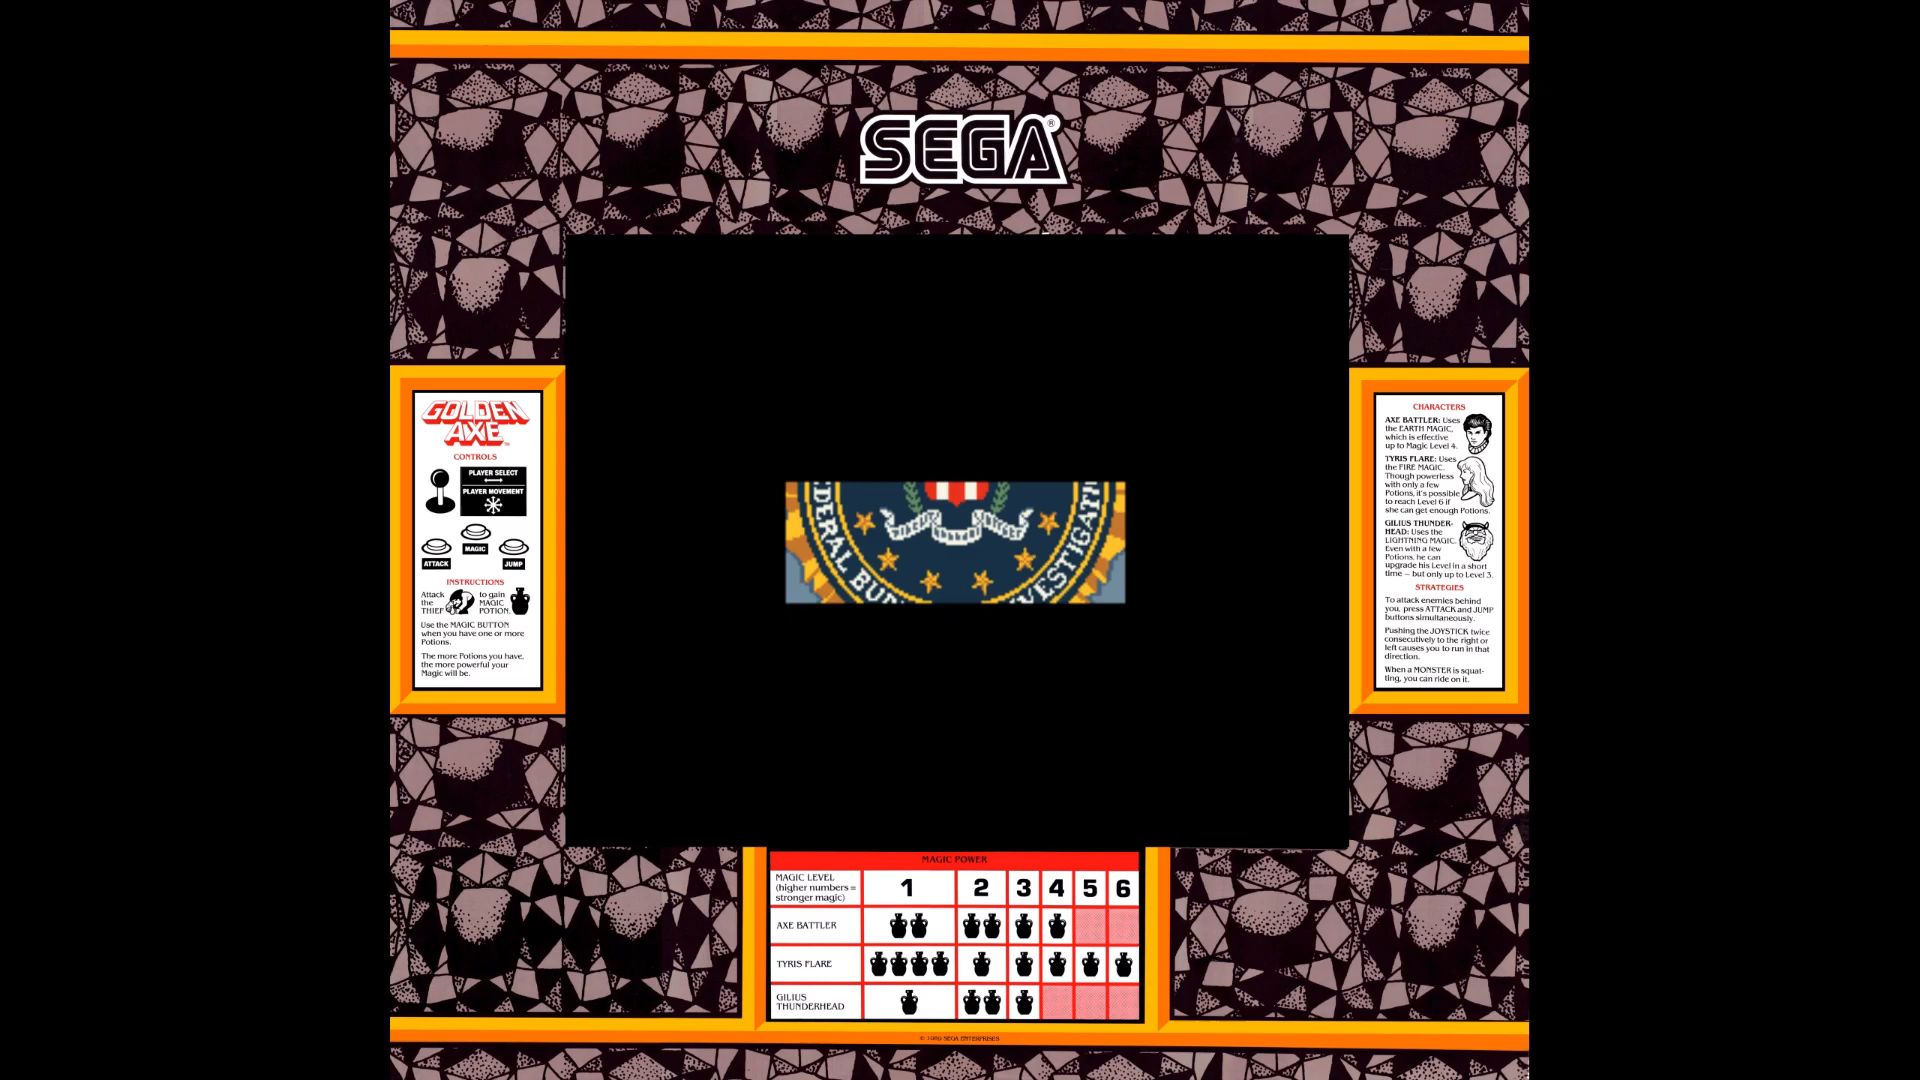 SEGA®
GOLDEN
AXE™
CONTROLS
PLAYER SELECT
PLAYER MOVEMENT
MAGIC
ATTACK
JUMP
INSTRUCTIONS
Attack
the
THIEF
to gain
MAGIC
POTION.
Use the MAGIC BUTTON
when you have one or more
Potions.
The more Potions you have,
the more powerful your
Magic will be.
DERAL BU
VESTIGAT
CHARACTERS
AXE BATTLER: Uses
the EARTH MAGIC,
which is effective
up to Magic Level 4.
TYRIS FLARE: Uses
the FIRE MAGIC.
Though powerless
with only a few
Potions, it's possible
to reach Level 6 if
she can get enough Potions.
GILIUS THUNDER-
HEAD: Uses the
LIGHTNING MAGIC.
Even with a few
Potions, he can
upgrade his Level in a short
time — but only up to Level 3.
STRATEGIES
To attack enemies behind
you, press ATTACK and JUMP
buttons simultaneously.
Pushing the JOYSTICK twice
consecutively to the right or
left causes you to run in that
direction.
When a MONSTER is squat-
ting, you can ride on it.
MAGIC POWER
MAGIC LEVEL
(higher numbers =
stronger magic)
1 2 3 4 5 6
AXE BATTLER
TYRIS FLARE
GILIUS
THUNDERHEAD
© 1989 SEGA ENTERPRISES